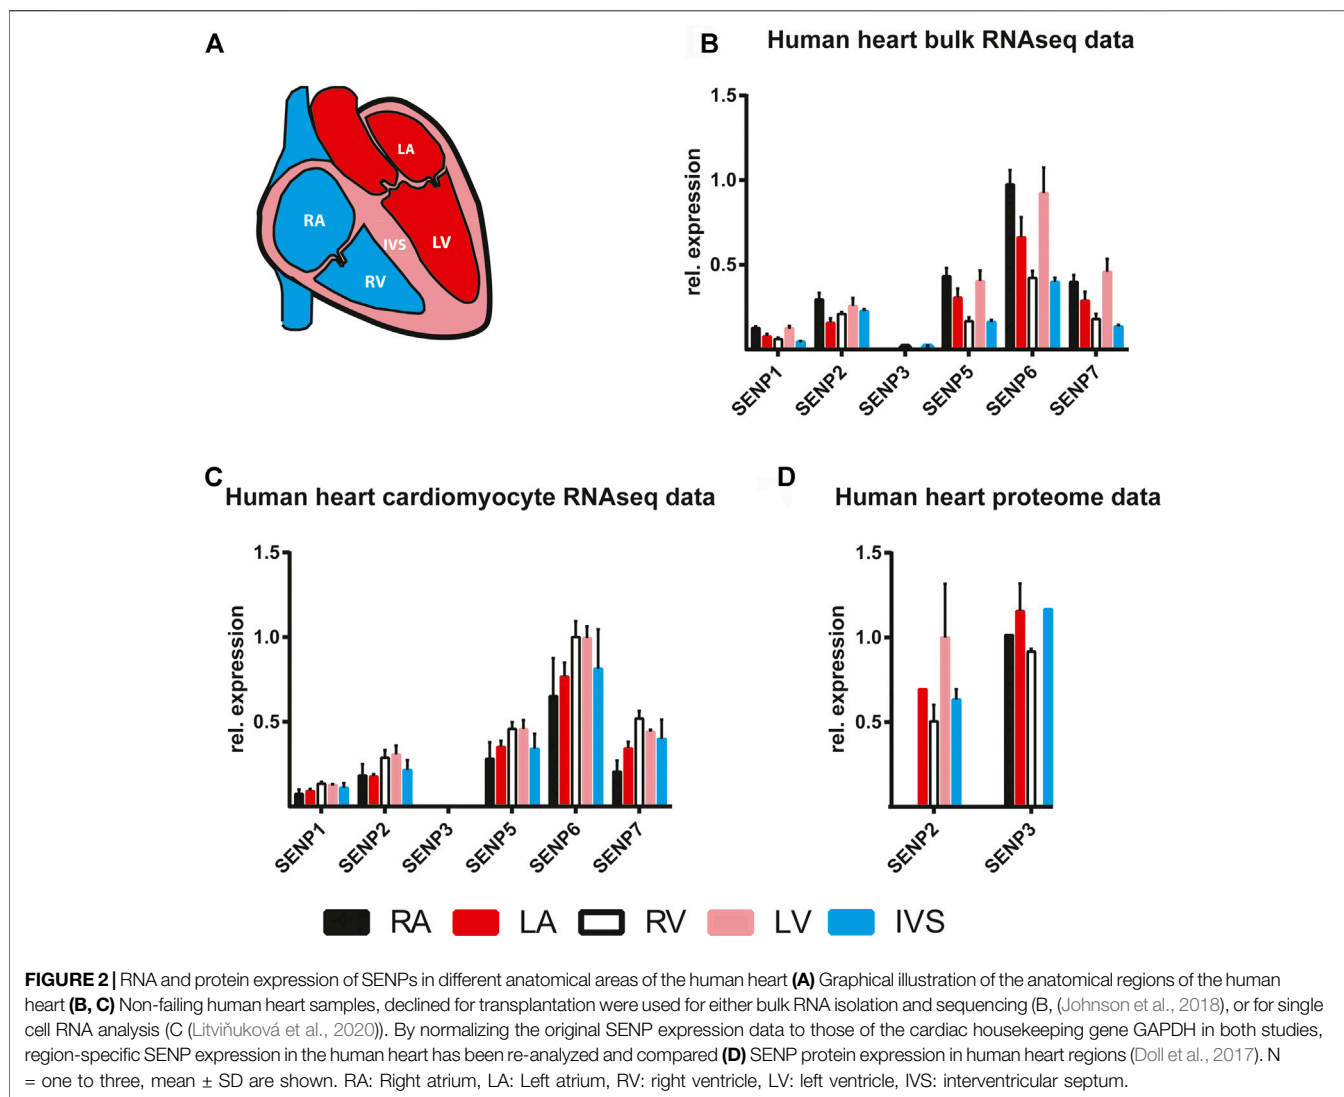 A
LA
RA
IVS
LV
RV
B
Human heart bulk RNAseq data
rel. expression
1.5
1.0
0.5
SENP1
SENP2
SENP3
SENP5
SENP6
SENP7
C
Human heart cardiomyocyte RNAseq data
rel. expression
1.5
1.0
0.5
SENP1
SENP2
SENP3
SENP5
SENP6
SENP7
D
Human heart proteome data
rel. expression
1.5
1.0
0.5
SENP2
SENP3
RA LA RV LV IVS
FIGURE 2 | RNA and protein expression of SENPs in different anatomical areas of the human heart (A) Graphical illustration of the anatomical regions of the human
heart (B, C) Non-failing human heart samples, declined for transplantation were used for either bulk RNA isolation and sequencing (B, (Johnson et al., 2018), or for single
cell RNA analysis (C (Litviňuková et al., 2020)). By normalizing the original SENP expression data to those of the cardiac housekeeping gene GAPDH in both studies,
region-specific SENP expression in the human heart has been re-analyzed and compared (D) SENP protein expression in human heart regions (Doll et al., 2017). N
= one to three, mean ± SD are shown. RA: Right atrium, LA: Left atrium, RV: right ventricle, LV: left ventricle, IVS: interventricular septum.